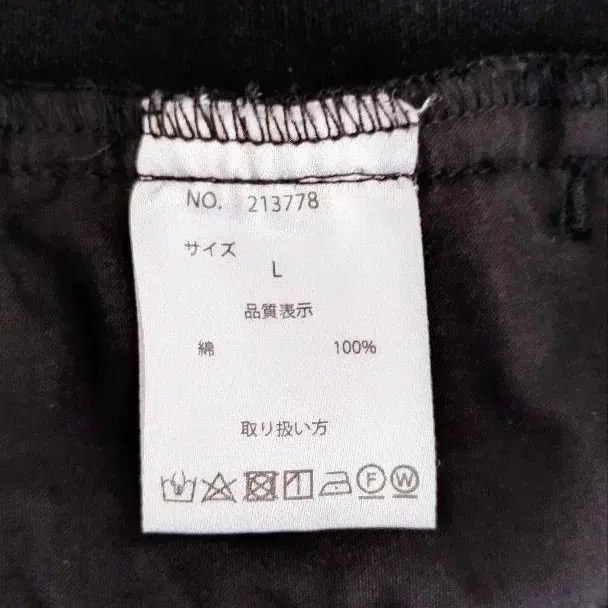 NO. 213778
サイズ
L
品質表示
綿 100%
取り扱い方
F W